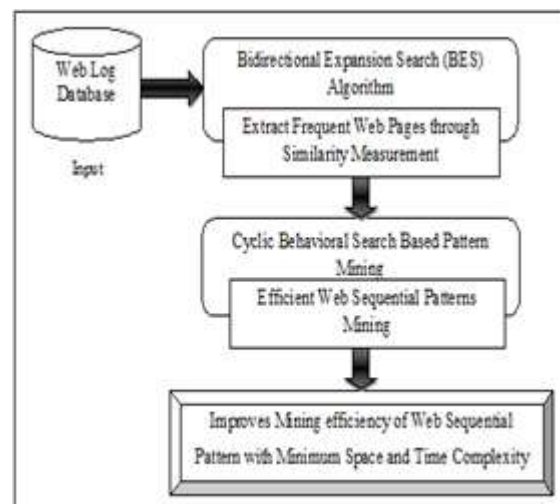 Web Log
Database
Input
Bidirectional Expansion Search (BES)
Algorithm
Extract Frequent Web Pages through
Similarity Measurement
Cyclic Behavioral Search Based Pattern
Mining
Efficient Web Sequential Patterns
Mining
Improves Mining efficiency of Web Sequential
Pattern with Minimum Space and Time Complexity